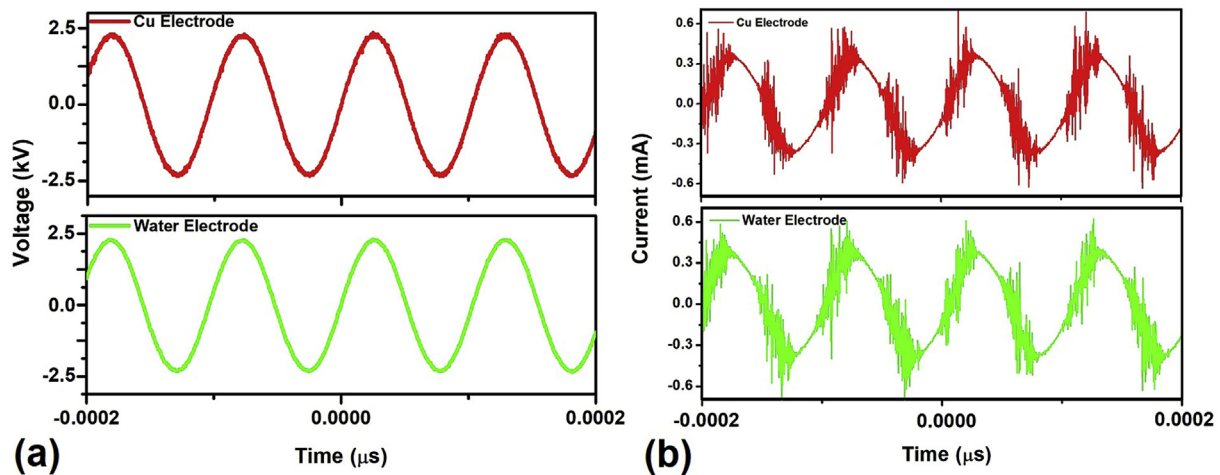 Cu Electrode
2.5
0.0
-2.5
Voltage (kV)
Water Electrode
2.5
0.0
-2.5
-0.0002 0.0000 0.0002
Time (μs)
(a)
Cu Electrode
0.6
0.3
0.0
-0.3
-0.6
Current (mA)
Water Electrode
0.6
0.3
0.0
-0.3
-0.6
-0.0002 0.0000 0.0002
Time (μs)
(b)